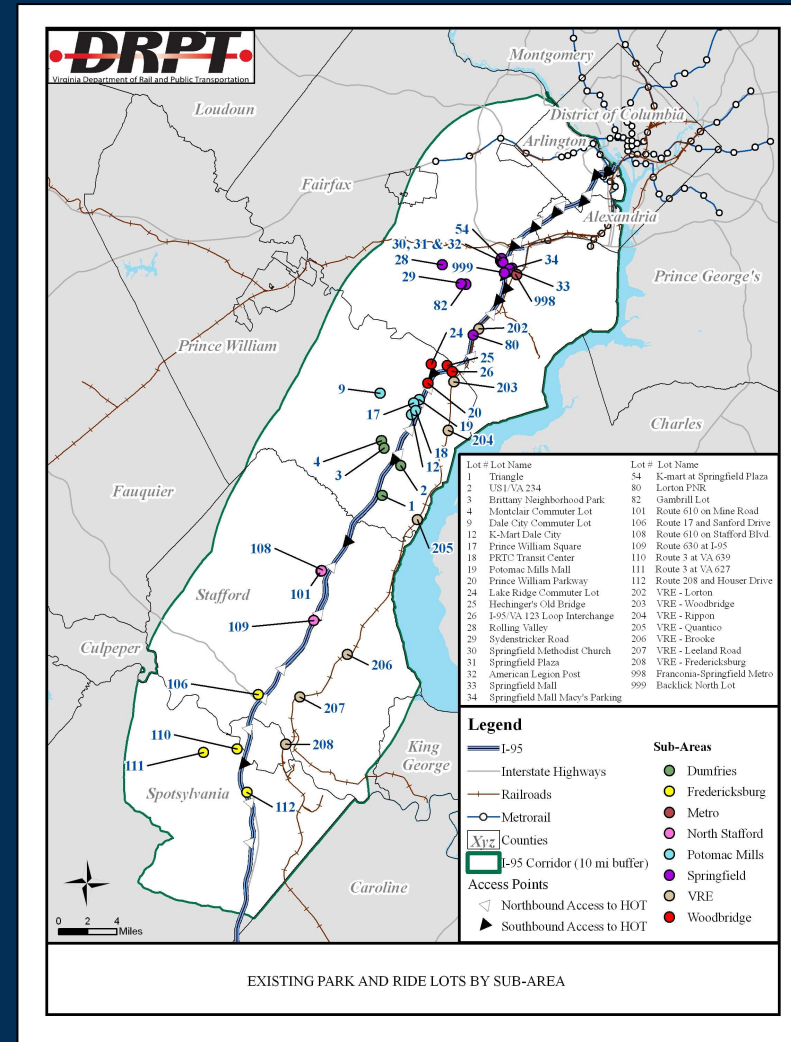 DRPT
Virginia Department of Rail and Public Transportation
Montgomery
Loudoun
District of Columbia
Arlington
Fairfax
Alexandria
54
30, 31 & 32
34
28
999
Prince George's
29
33
998
82
202
24
80
Prince William
25
26
9
203
20
17
19
204
Charles
18
4
12
3
Fauquier
2
1
205
108
Stafford
101
109
Culpeper
206
106
207
110
208
King
George
111
Spotsylvania
112
Caroline
Lot # Lot Name
1 Triangle
2 US1/VA 234
3 Brittany Neighborhood Park
4 Montclair Commuter Lot
9 Dale City Commuter Lot
12 K-Mart Dale City
17 Prince William Square
18 PRTC Transit Center
19 Potomac Mills Mall
20 Prince William Parkway
24 Lake Ridge Commuter Lot
25 Hechinger's Old Bridge
26 I-95/VA 123 Loop Interchange
28 Rolling Valley
29 Sydenstricker Road
30 Springfield Methodist Church
31 Springfield Plaza
32 American Legion Post
33 Springfield Mall
34 Springfield Mall Macy's Parking
Lot # Lot Name
54 K-mart at Springfield Plaza
80 Lorton PNR
82 Gambrill Lot
101 Route 610 on Mine Road
106 Route 17 and Sanford Drive
108 Route 610 on Stafford Blvd.
109 Route 630 at I-95
110 Route 3 at VA 639
111 Route 3 at VA 627
112 Route 208 and Houser Drive
202 VRE - Lorton
203 VRE - Woodbridge
204 VRE - Rippon
205 VRE - Quantico
206 VRE - Brooke
207 VRE - Leeland Road
208 VRE - Fredericksburg
998 Franconia-Springfield Metro
999 Backlick North Lot
Legend
I-95
Interstate Highways
Railroads
Metrorail
Xyz Counties
I-95 Corridor (10 mi buffer)
Access Points
Northbound Access to HOT
Southbound Access to HOT
Sub-Areas
Dumfries
Fredericksburg
Metro
North Stafford
Potomac Mills
Springfield
VRE
Woodbridge
0 2 4
Miles
EXISTING PARK AND RIDE LOTS BY SUB-AREA